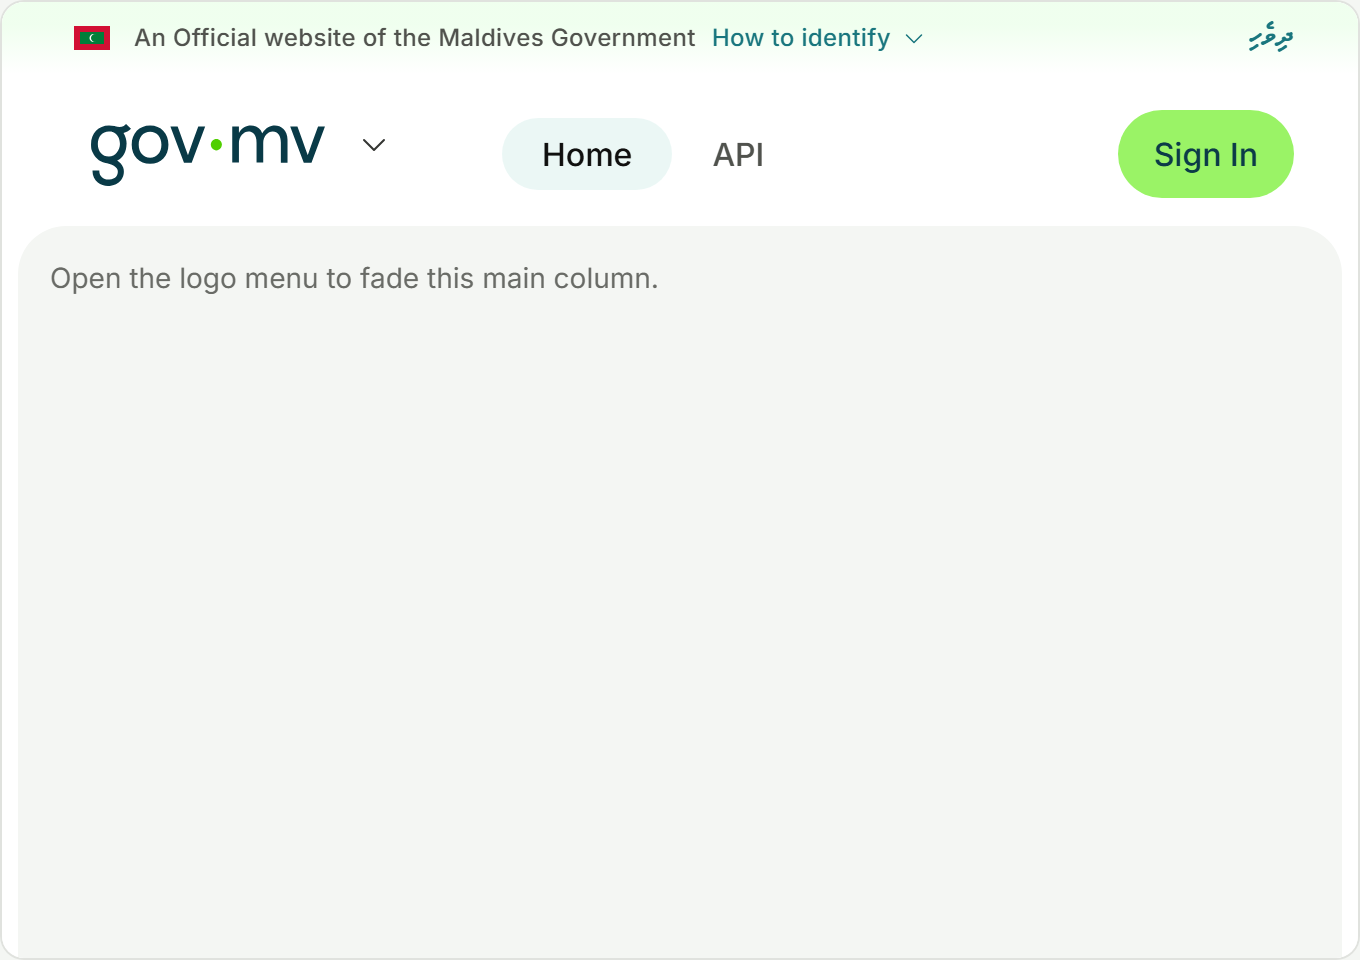 An Official website of the Maldives Government How to identify
ދިވެހި
gov.mv
Home
API
Sign In
Open the logo menu to fade this main column.